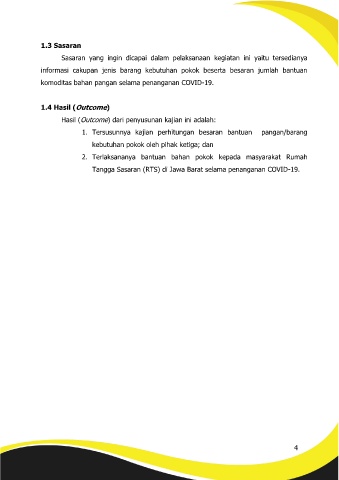 1.3 Sasaran
Sasaran yang ingin dicapai dalam pelaksanaan kegiatan ini yaitu tersedianya
informasi cakupan jenis barang kebutuhan pokok beserta besaran jumlah bantuan
komoditas bahan pangan selama penanganan COVID-19.
1.4 Hasil (Outcome)
Hasil (Outcome) dari penyusunan kajian ini adalah:
1. Tersusunnya kajian perhitungan besaran bantuan pangan/barang
kebutuhan pokok oleh pihak ketiga; dan
2. Terlaksananya bantuan bahan pokok kepada masyarakat Rumah
Tangga Sasaran (RTS) di Jawa Barat selama penanganan COVID-19.
4